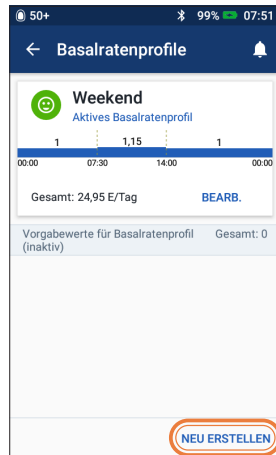 50+ 99% 07:51
Basalratenprofile
Weekend
Aktives Basalratenprofil
1 1,15 1
00:00 07:30 14:00 00:00
Gesamt: 24,95 E/Tag BEARB.
Vorgabewerte für Basalratenprofil Gesamt: 0
(inaktiv)
NEU ERSTELLEN